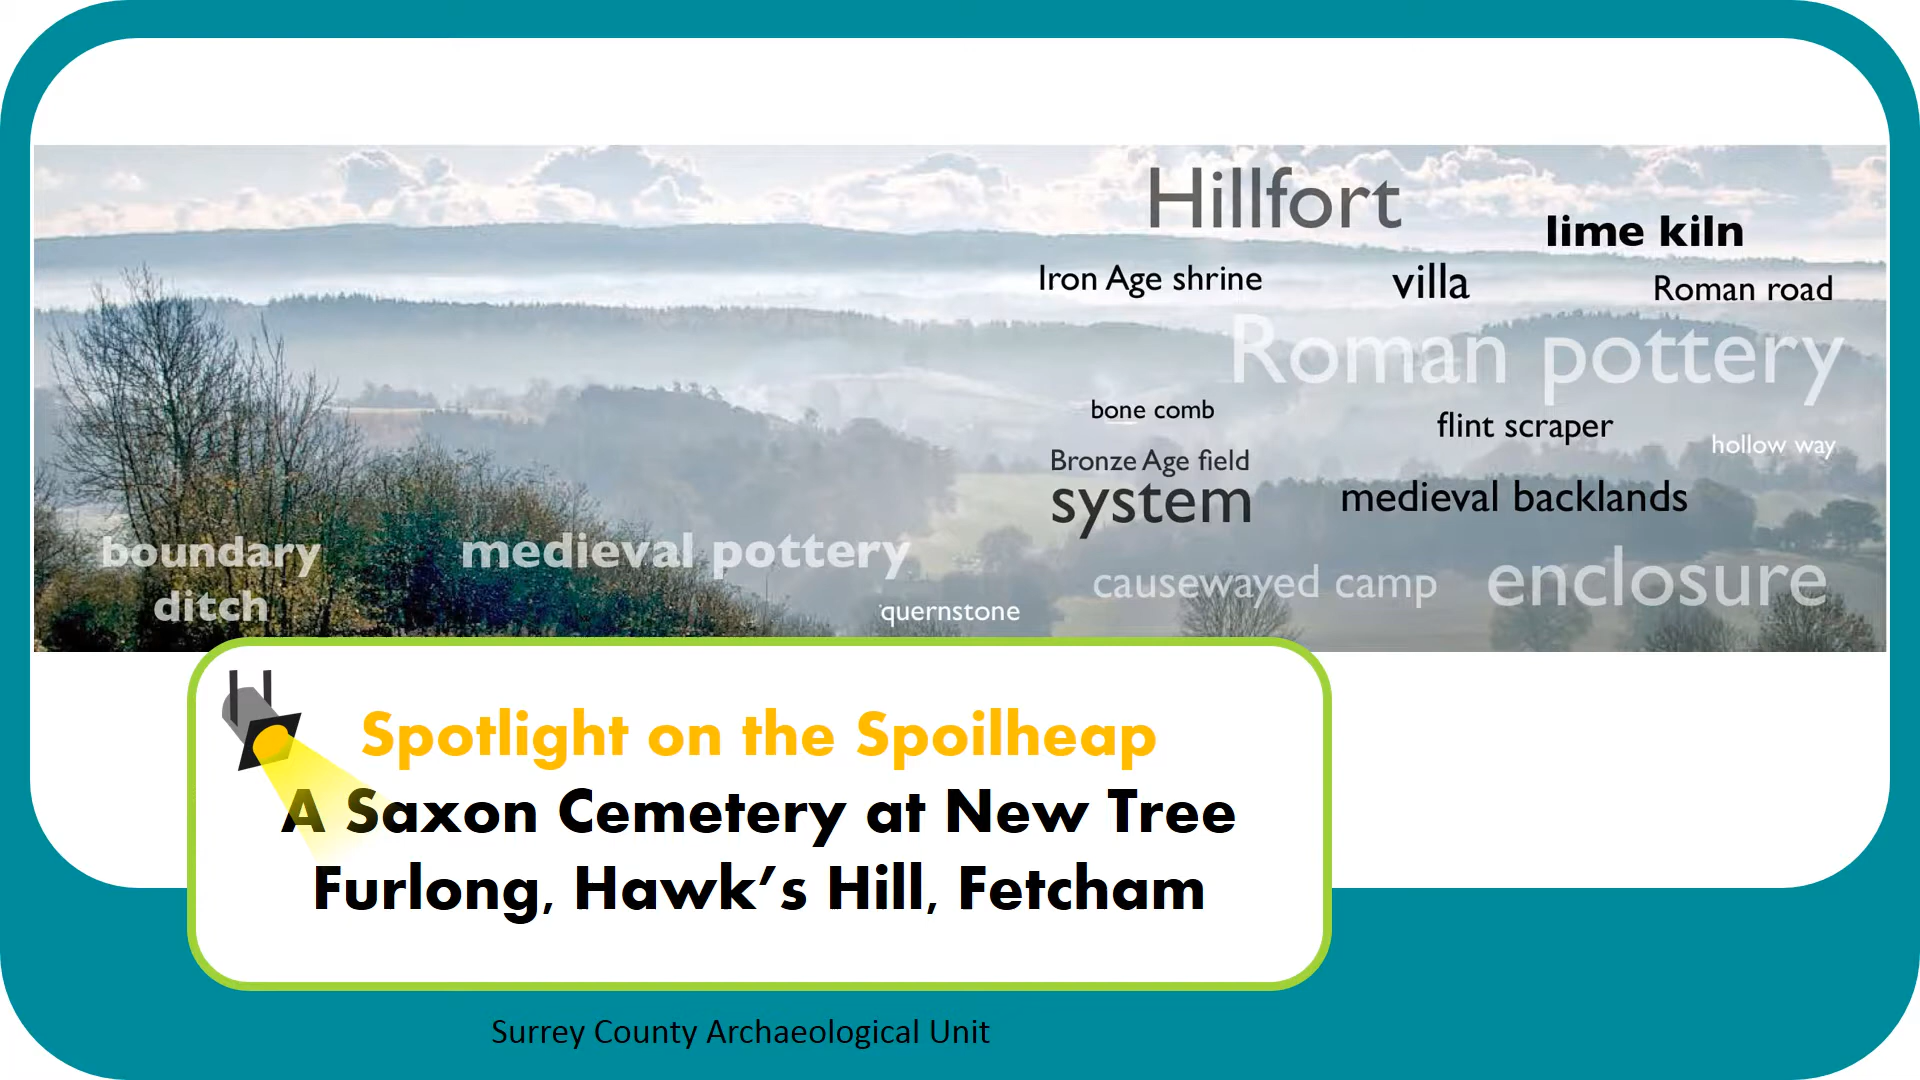 Hillfort
lime kiln
Iron Age shrine
villa
Roman road
Roman pottery
bone comb
flint scraper
hollow way
Bronze Age field
system
medieval backlands
boundary
ditch
medieval pottery
causewayed camp
enclosure
quernstone
Spotlight on the Spoilheap
A Saxon Cemetery at New Tree
Furlong, Hawk’s Hill, Fetcham
Surrey County Archaeological Unit